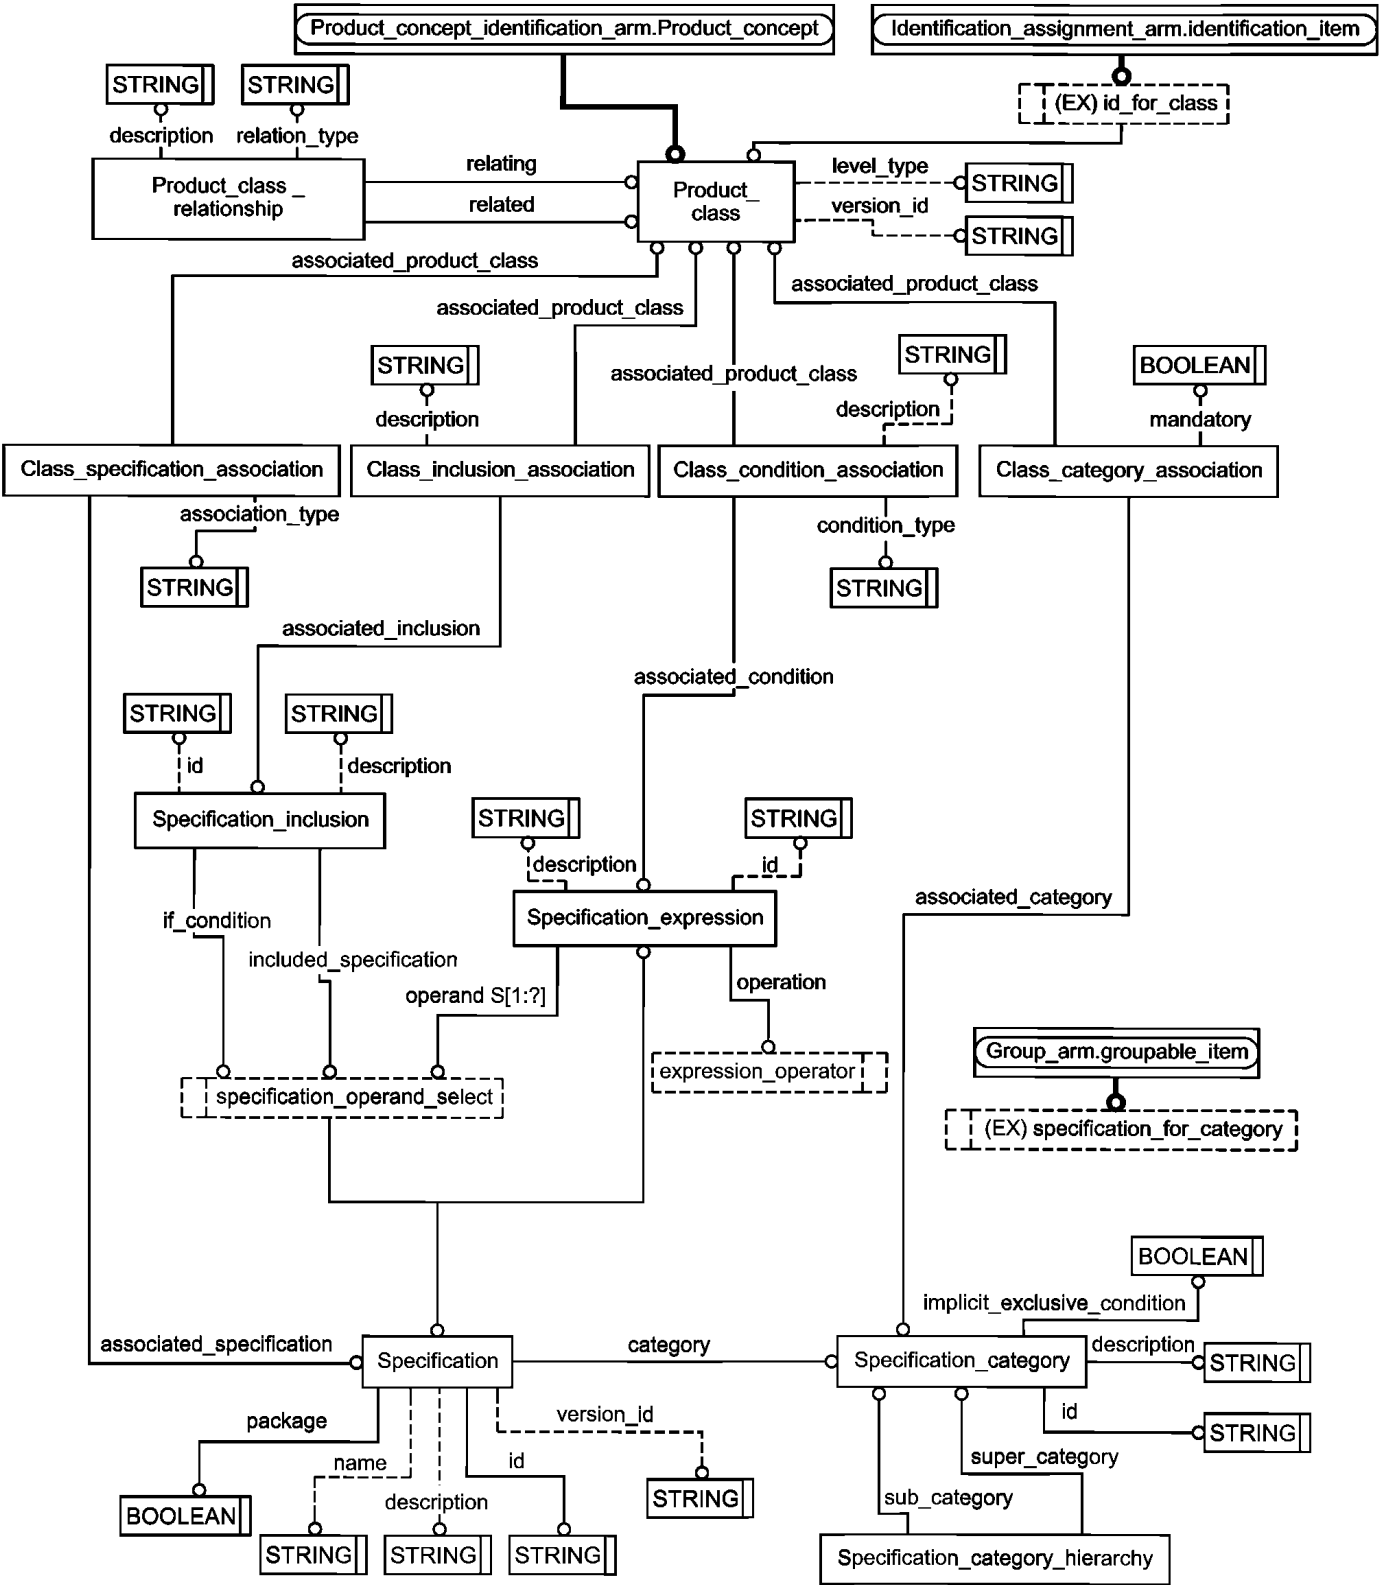 Product_concept_identification_arm.Product_concept
Identification_assignment_arm.identification_item
STRING
STRING
(EX) id_for_class
description
relation_type
Product_class_
relationship
relating
related
Product_
class
level_type
STRING
version_id
STRING
associated_product_class
associated_product_class
associated_product_class
STRING
description
associated_product_class
STRING
description
BOOLEAN
mandatory
Class_specification_association
Class_inclusion_association
Class_condition_association
Class_category_association
association_type
STRING
condition_type
STRING
associated_inclusion
associated_condition
STRING
STRING
id
description
Specification_inclusion
STRING
STRING
description
id
Specification_expression
associated_category
if_condition
included_specification
operand S[1:?]
operation
specification_operand_select
expression_operator
Group_arm.groupable_item
(EX) specification_for_category
BOOLEAN
implicit_exclusive_condition
associated_specification
Specification
category
Specification_category
description
STRING
package
name
description
id
version_id
id
STRING
super_category
sub_category
BOOLEAN
STRING
STRING
STRING
STRING
Specification_category_hierarchy